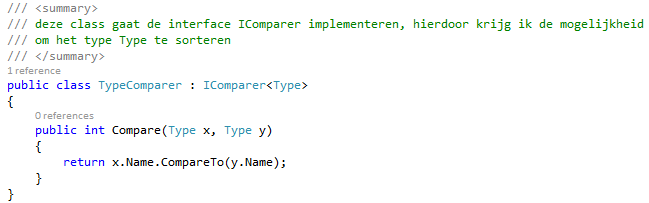 /// <summary>
/// deze class gaat de interface IComparer implementeren, hierdoor krijg ik de mogelijkheid
/// om het type Type te sorteren
/// </summary>
1 reference
public class TypeComparer : IComparer<Type>
{
0 references
public int Compare(Type x, Type y)
{
return x.Name.CompareTo(y.Name);
}
}